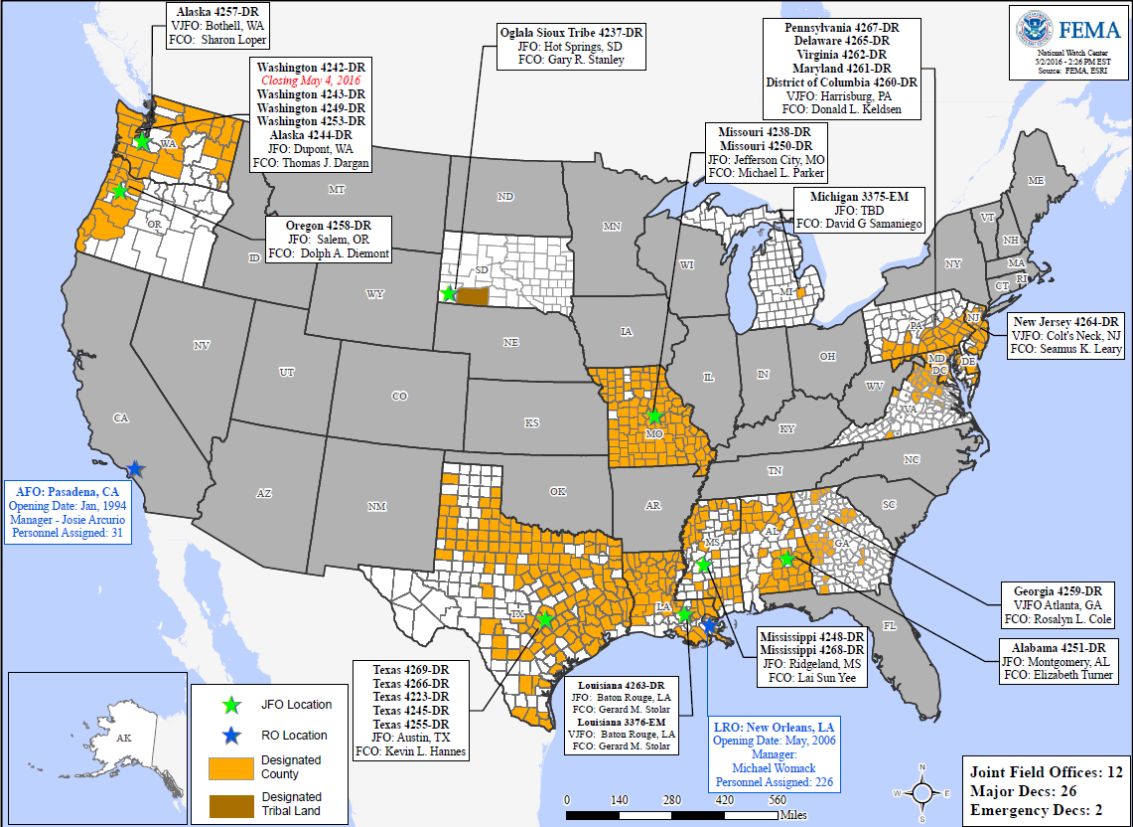 Alaska 4257-DR
VJFO: Bothell, WA
FCO: Sharon Loper
Washington 4242-DR
Closing May 4, 2016
Washington 4243-DR
Washington 4249-DR
Washington 4253-DR
Alaska 4244-DR
JFO: Dupont, WA
FCO: Thomas J. Dargan
Oglala Sioux Tribe 4237-DR
JFO: Hot Springs, SD
FCO: Gary R. Stanley
Pennsylvania 4267-DR
Delaware 4265-DR
Virginia 4262-DR
Maryland 4261-DR
District of Columbia 4260-DR
VJFO: Harrisburg, PA
FCO: Donald L. Keldsen
FEMA
National Watch Center
5/2/2016 - 2:26 PM EST
Source: FEMA, ESRI
Missouri 4238-DR
Missouri 4250-DR
JFO: Jefferson City, MO
FCO: Michael L. Parker
Michigan 3375-EM
JFO: TBD
FCO: David G Samaniego
Oregon 4258-DR
JFO: Salem, OR
FCO: Dolph A. Diemont
New Jersey 4264-DR
VJFO: Colt's Neck, NJ
FCO: Seamus K. Leary
WA
MT
ND
MN
ME
VT
NH
OR
ID
SD
WI
MI
NY
MA
RI
CT
WY
IA
PA
NJ
NV
NE
OH
MD
DE
DC
UT
CO
IL
IN
WV
VA
CA
KS
MO
KY
NC
TN
AZ
NM
OK
AR
SC
MS
AL
GA
TX
LA
FL
AFO: Pasadena, CA
Opening Date: Jan, 1994
Manager - Josie Arcurio
Personnel Assigned: 31
Georgia 4259-DR
VJFO Atlanta, GA
FCO: Rosalyn L. Cole
Alabama 4251-DR
JFO: Montgomery, AL
FCO: Elizabeth Turner
Mississippi 4248-DR
Mississippi 4268-DR
JFO: Ridgeland, MS
FCO: Lai Sun Yee
Texas 4269-DR
Texas 4266-DR
Texas 4223-DR
Texas 4245-DR
Texas 4255-DR
JFO: Austin, TX
FCO: Kevin L. Hannes
Louisiana 4263-DR
JFO: Baton Rouge, LA
FCO: Gerard M. Stolar
Louisiana 3376-EM
VJFO: Baton Rouge, LA
FCO: Gerard M. Stolar
LRO: New Orleans, LA
Opening Date: May, 2006
Manager:
Michael Womack
Personnel Assigned: 226
AK
JFO Location
RO Location
Designated
County
Designated
Tribal Land
0 140 280 420 560
Miles
N
W E
S
Joint Field Offices: 12
Major Decs: 26
Emergency Decs: 2